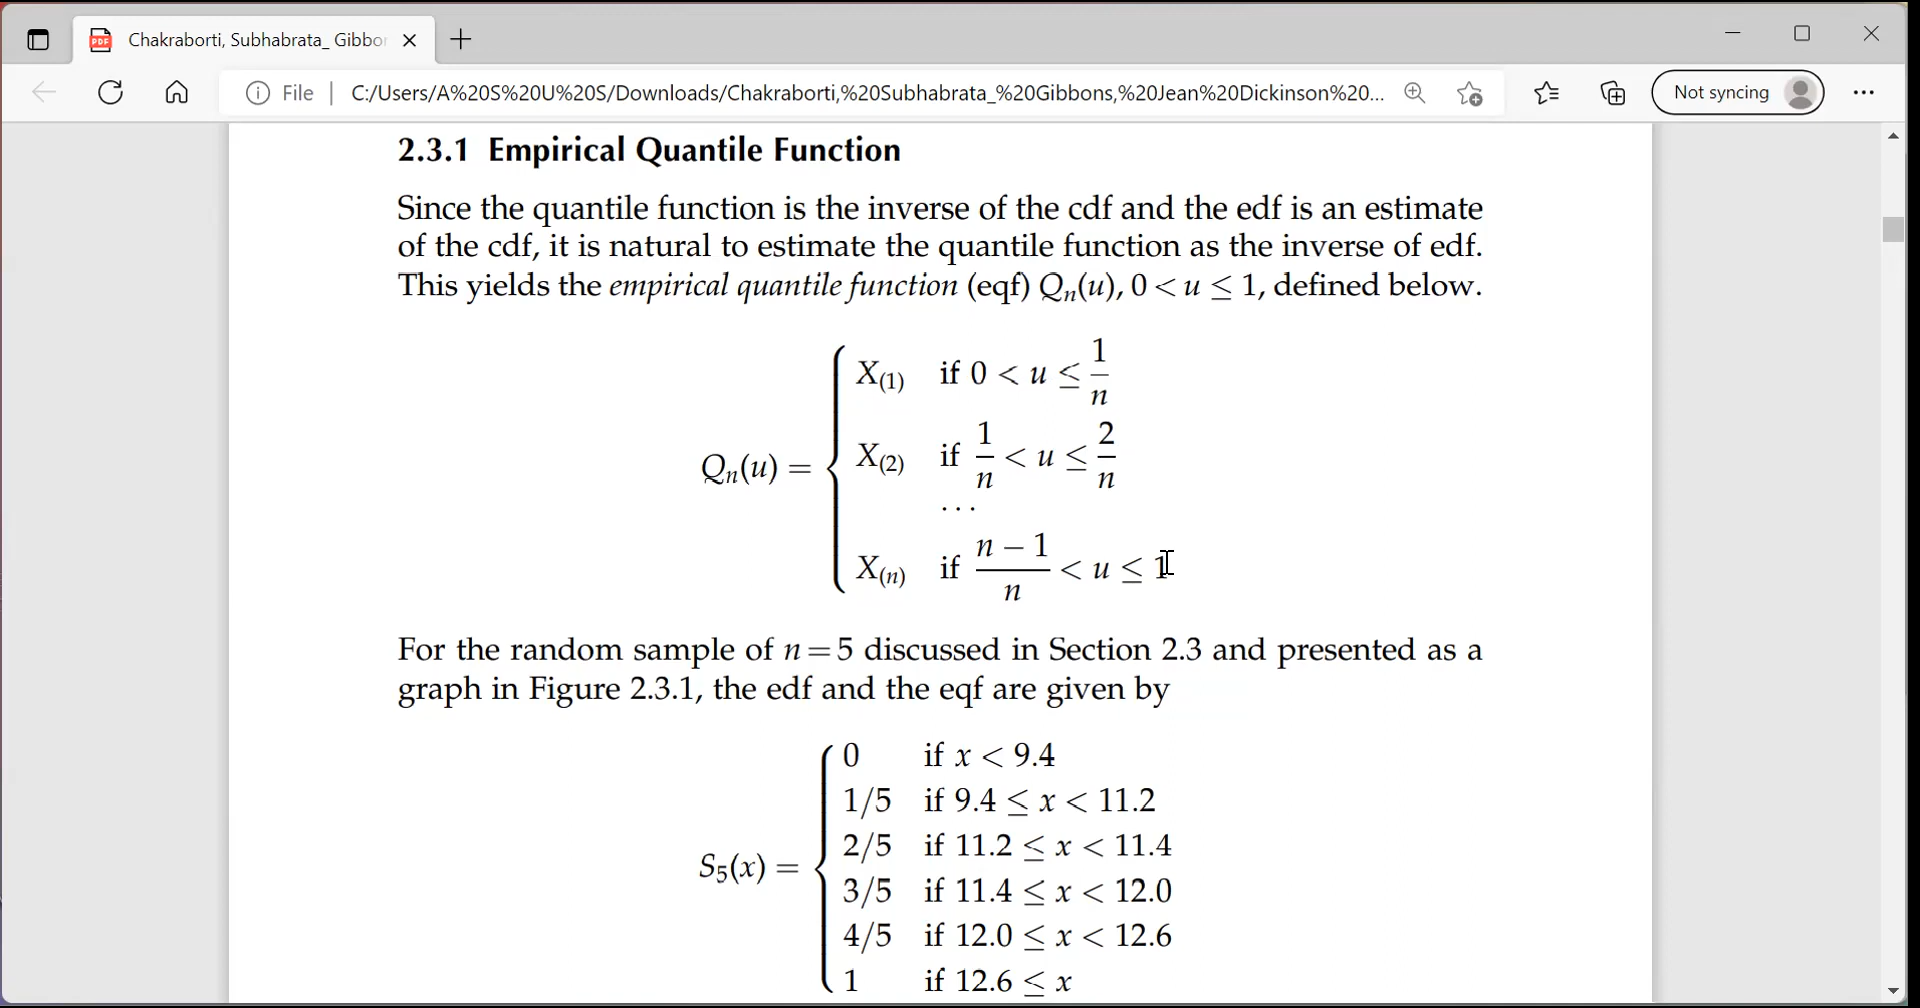 Chakraborti, Subhabrata_ Gibbo
File | C:/Users/A%20S%20U%20S/Downloads/Chakraborti,%20Subhabrata_%20Gibbons,%20Jean%20Dickinson%20... Not syncing
2.3.1 Empirical Quantile Function
Since the quantile function is the inverse of the cdf and the edf is an estimate
of the cdf, it is natural to estimate the quantile function as the inverse of edf.
This yields the empirical quantile function (eqf) Qn(u), 0 < u ≤ 1, defined below.
Qn(u) =
X(1) if 0 < u ≤ 1/n
X(2) if 1/n < u ≤ 2/n
...
X(n) if n − 1/n < u ≤ 1
For the random sample of n = 5 discussed in Section 2.3 and presented as a
graph in Figure 2.3.1, the edf and the eqf are given by
S5(x) =
0 if x < 9.4
1/5 if 9.4 ≤ x < 11.2
2/5 if 11.2 ≤ x < 11.4
3/5 if 11.4 ≤ x < 12.0
4/5 if 12.0 ≤ x < 12.6
1 if 12.6 ≤ x